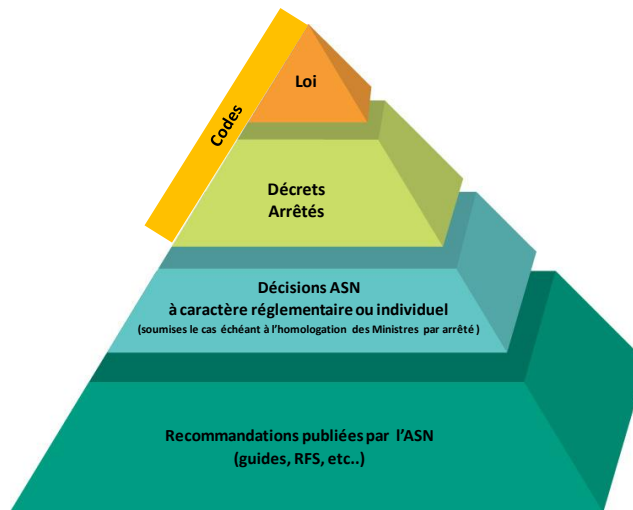 Loi
Codes
Décrets
Arrêtés
Décisions ASN
à caractère réglementaire ou individuel
(soumises le cas échéant à l'homologation des Ministres par arrêté )
Recommandations publiées par l'ASN
(guides, RFS, etc..)